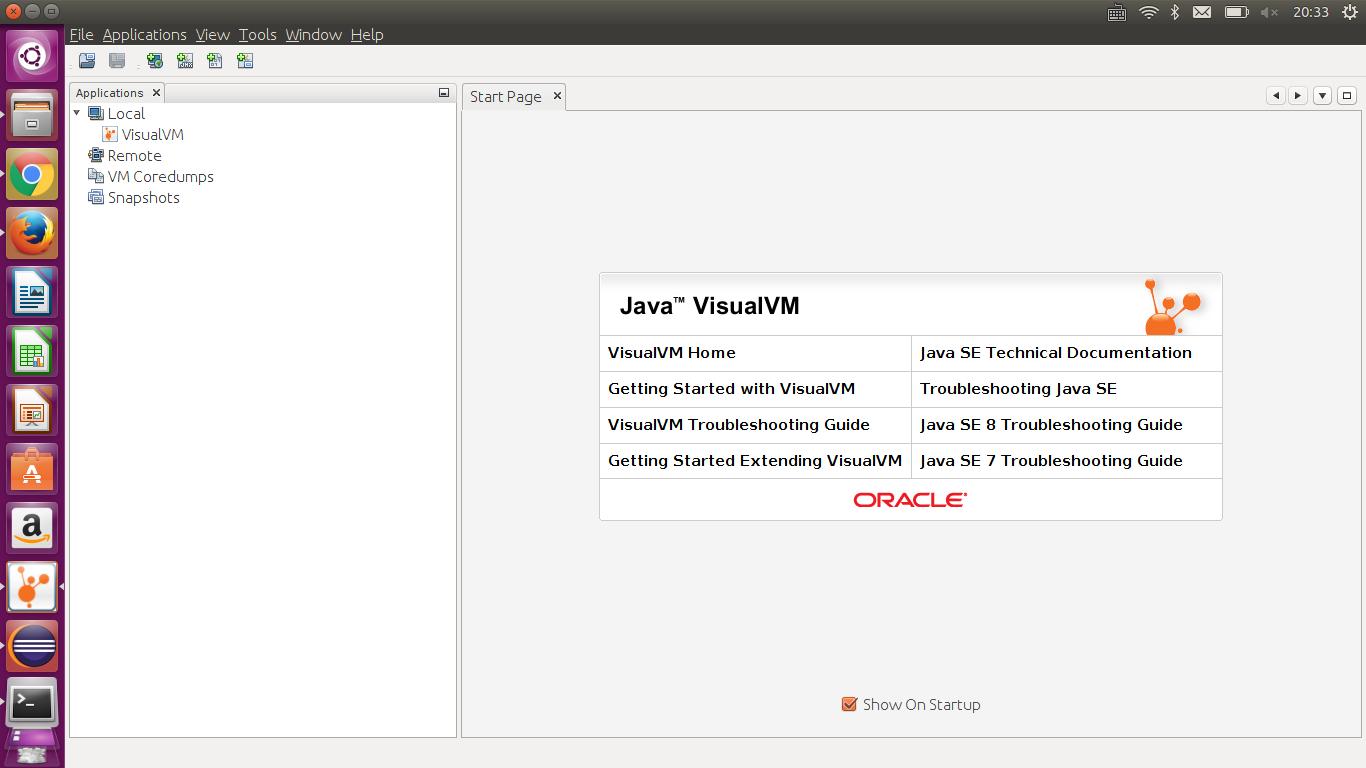 20:33
File Applications View Tools Window Help
Applications
Start Page
Local
VisualVM
Remote
VM Coredumps
Snapshots
Java™ VisualVM
VisualVM Home
Java SE Technical Documentation
Getting Started with VisualVM
Troubleshooting Java SE
VisualVM Troubleshooting Guide
Java SE 8 Troubleshooting Guide
Getting Started Extending VisualVM
Java SE 7 Troubleshooting Guide
ORACLE
Show On Startup